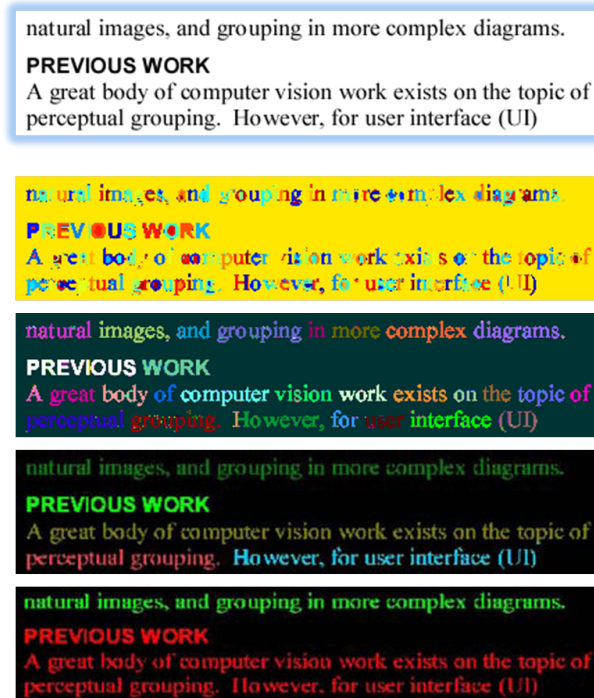 natural images, and grouping in more complex diagrams.
PREVIOUS WORK
A great body of computer vision work exists on the topic of
perceptual grouping. However, for user interface (UI)
natural images, and grouping in more complex diagrams.
PREVIOUS WORK
A great body of computer vision work exists on the topic of
perceptual grouping. However, for user interface (UI)
natural images, and grouping in more complex diagrams.
PREVIOUS WORK
A great body of computer vision work exists on the topic of
perceptual grouping. However, for user interface (UI)
natural images, and grouping in more complex diagrams.
PREVIOUS WORK
A great body of computer vision work exists on the topic of
perceptual grouping. However, for user interface (UI)
natural images, and grouping in more complex diagrams.
PREVIOUS WORK
A great body of computer vision work exists on the topic of
perceptual grouping. However, for user interface (UI)